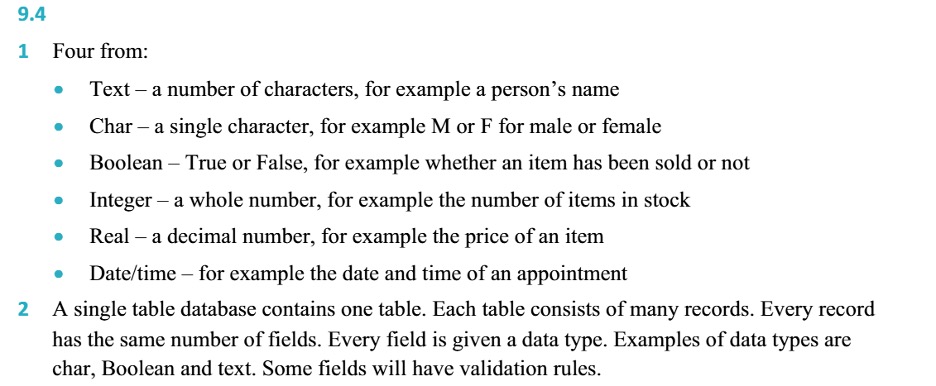 9.4
1 Four from:
• Text – a number of characters, for example a person’s name
• Char – a single character, for example M or F for male or female
• Boolean – True or False, for example whether an item has been sold or not
• Integer – a whole number, for example the number of items in stock
• Real – a decimal number, for example the price of an item
• Date/time – for example the date and time of an appointment
2 A single table database contains one table. Each table consists of many records. Every record
has the same number of fields. Every field is given a data type. Examples of data types are
char, Boolean and text. Some fields will have validation rules.